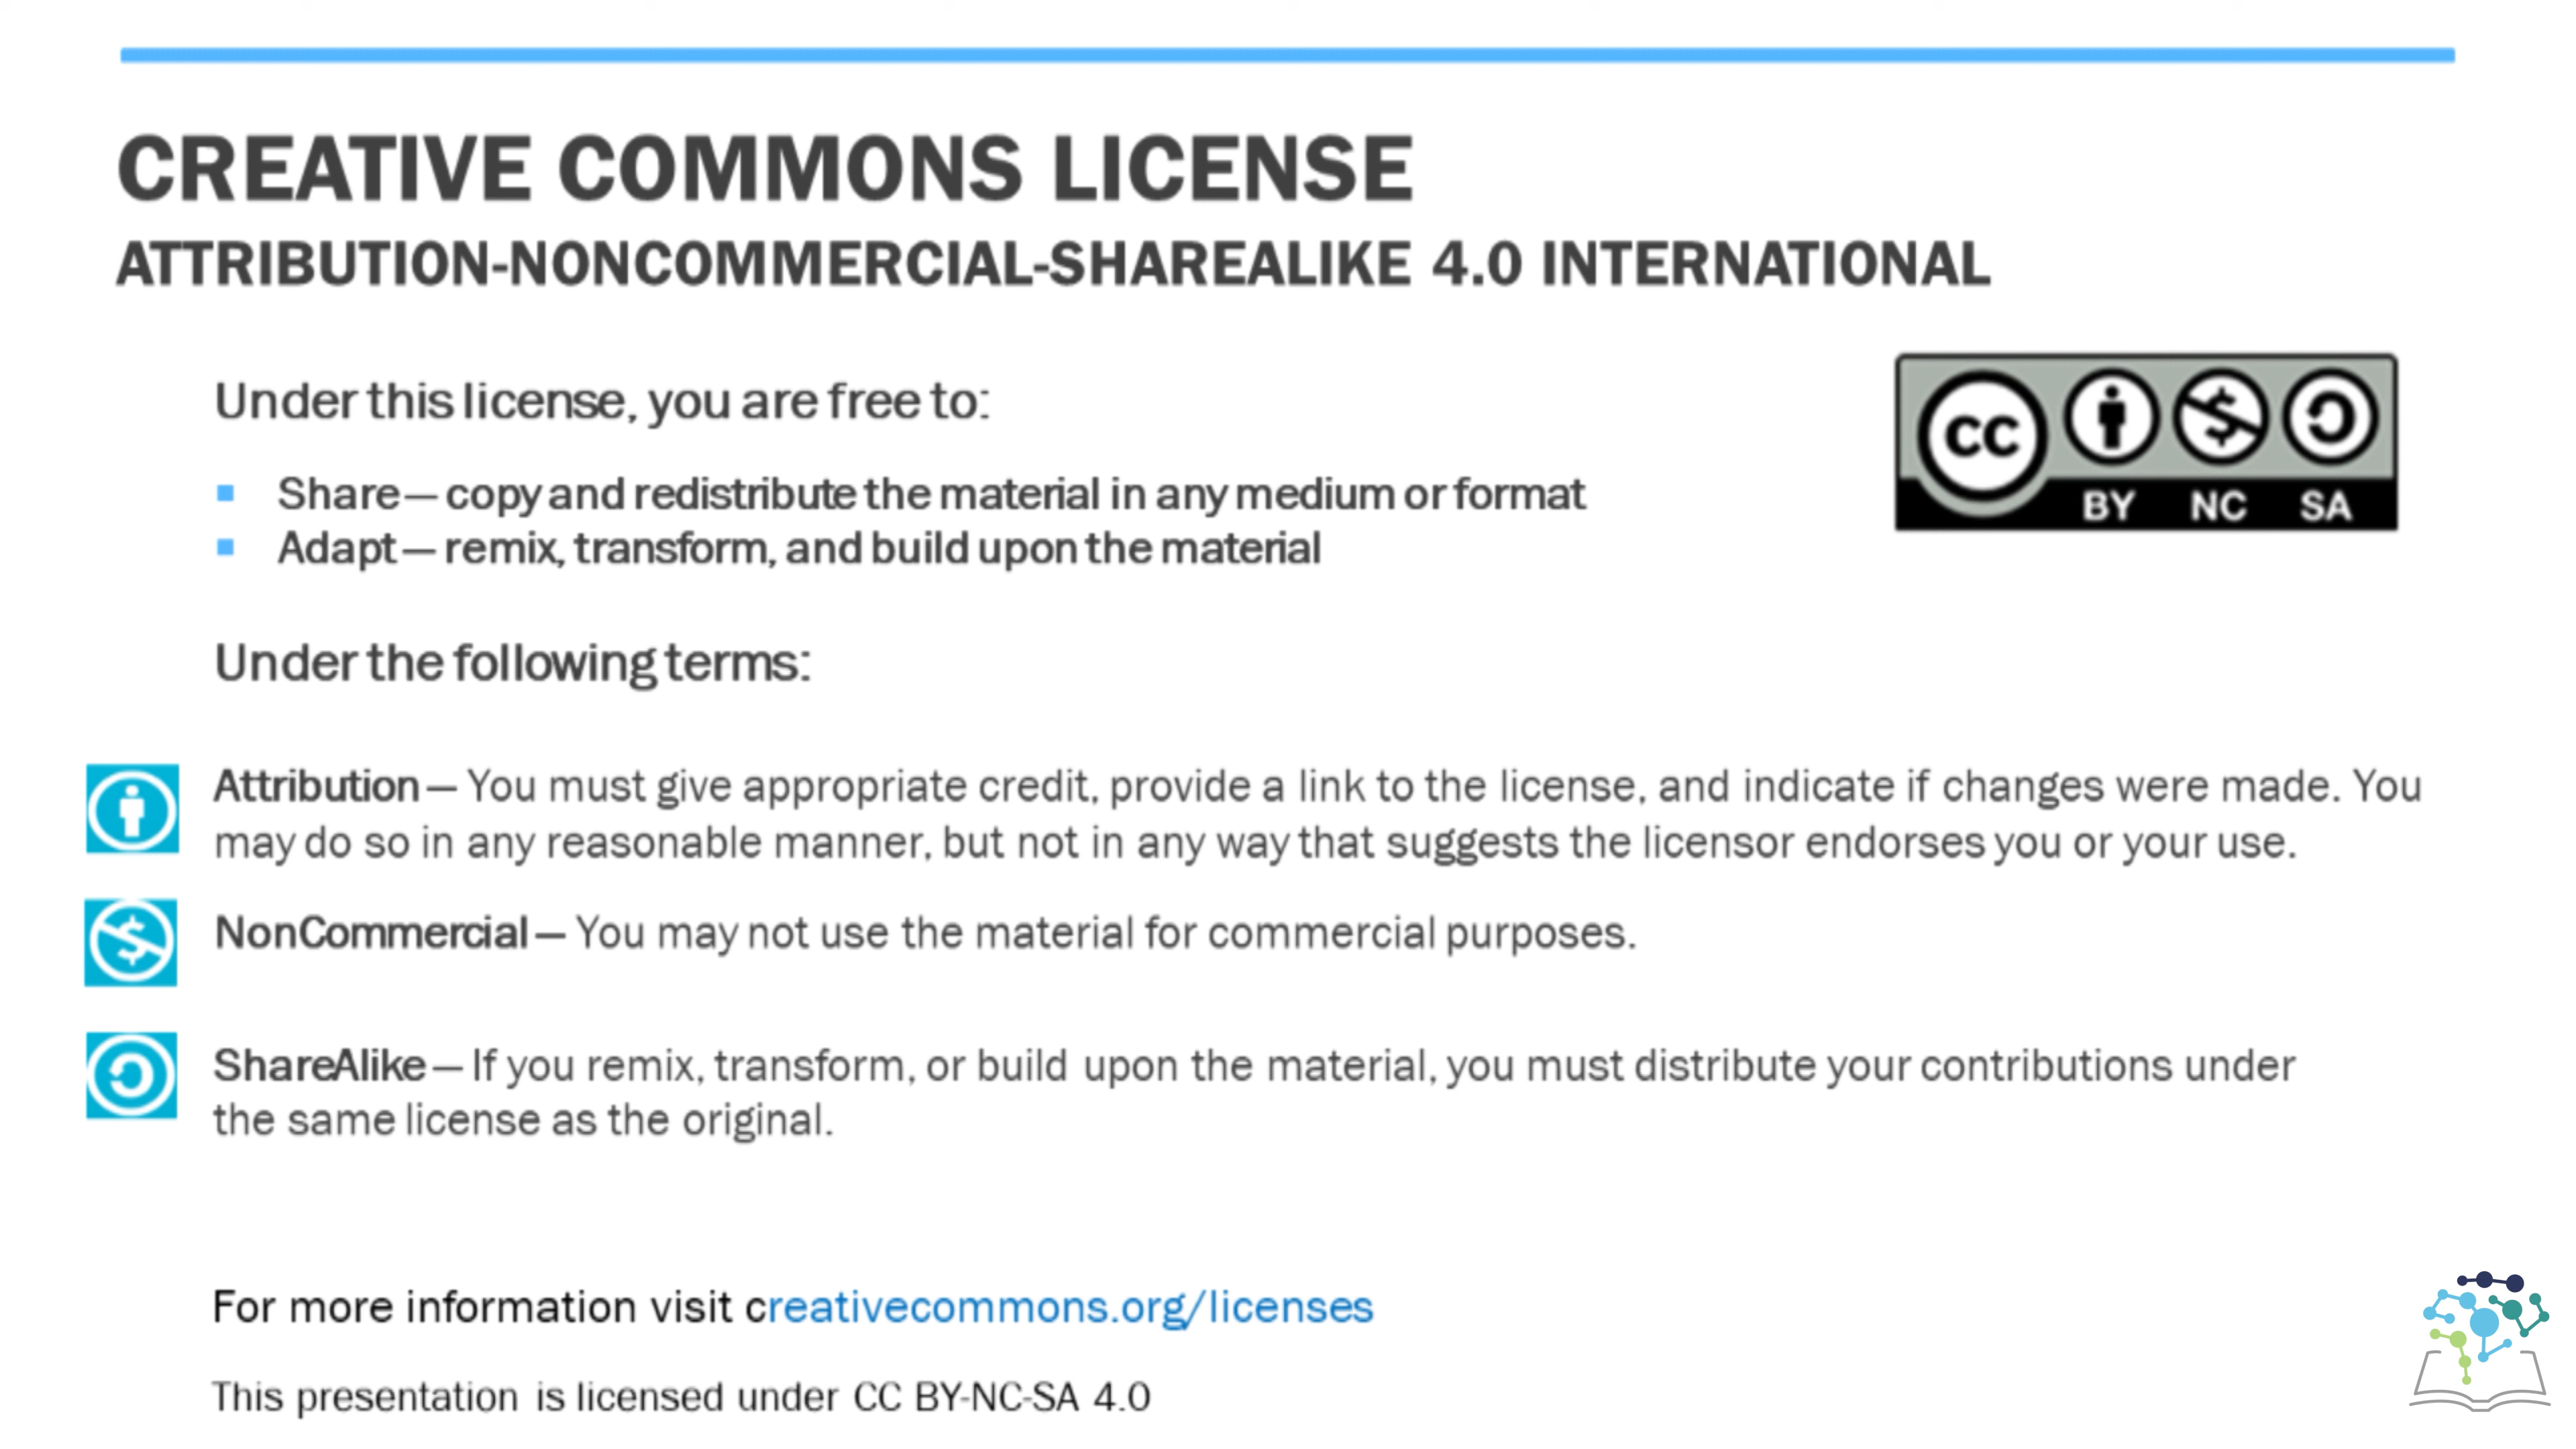 CREATIVE COMMONS LICENSE
ATTRIBUTION-NONCOMMERCIAL-SHAREALIKE 4.0 INTERNATIONAL
Under this license, you are free to:
Share — copy and redistribute the material in any medium or format
Adapt — remix, transform, and build upon the material
cc
BY NC SA
Under the following terms:
Attribution — You must give appropriate credit, provide a link to the license, and indicate if changes were made. You
may do so in any reasonable manner, but not in any way that suggests the licensor endorses you or your use.
NonCommercial — You may not use the material for commercial purposes.
ShareAlike — If you remix, transform, or build upon the material, you must distribute your contributions under
the same license as the original.
For more information visit creativecommons.org/licenses
This presentation is licensed under CC BY-NC-SA 4.0